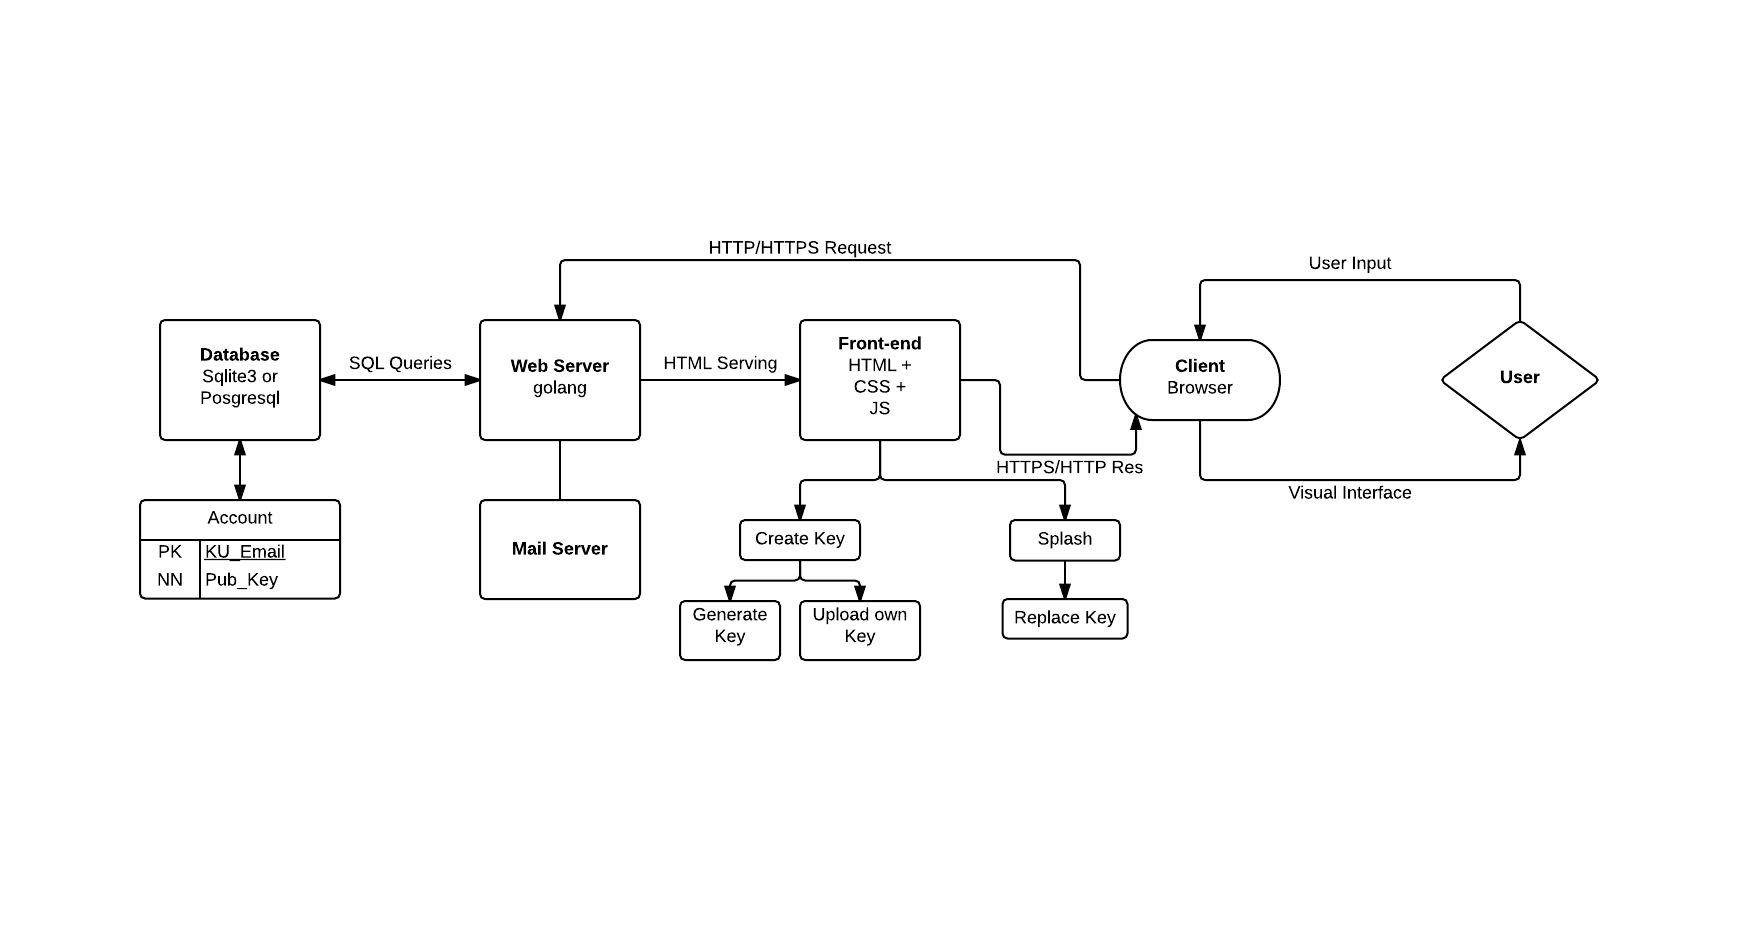 HTTP/HTTPS Request
User Input
Database
Sqlite3 or
Posgresql
SQL Queries
Web Server
golang
HTML Serving
Front-end
HTML +
CSS +
JS
Client
Browser
User
HTTPS/HTTP Res
Visual Interface
Account
PK KU_Email
NN Pub_Key
Mail Server
Create Key
Splash
Generate
Key
Upload own
Key
Replace Key